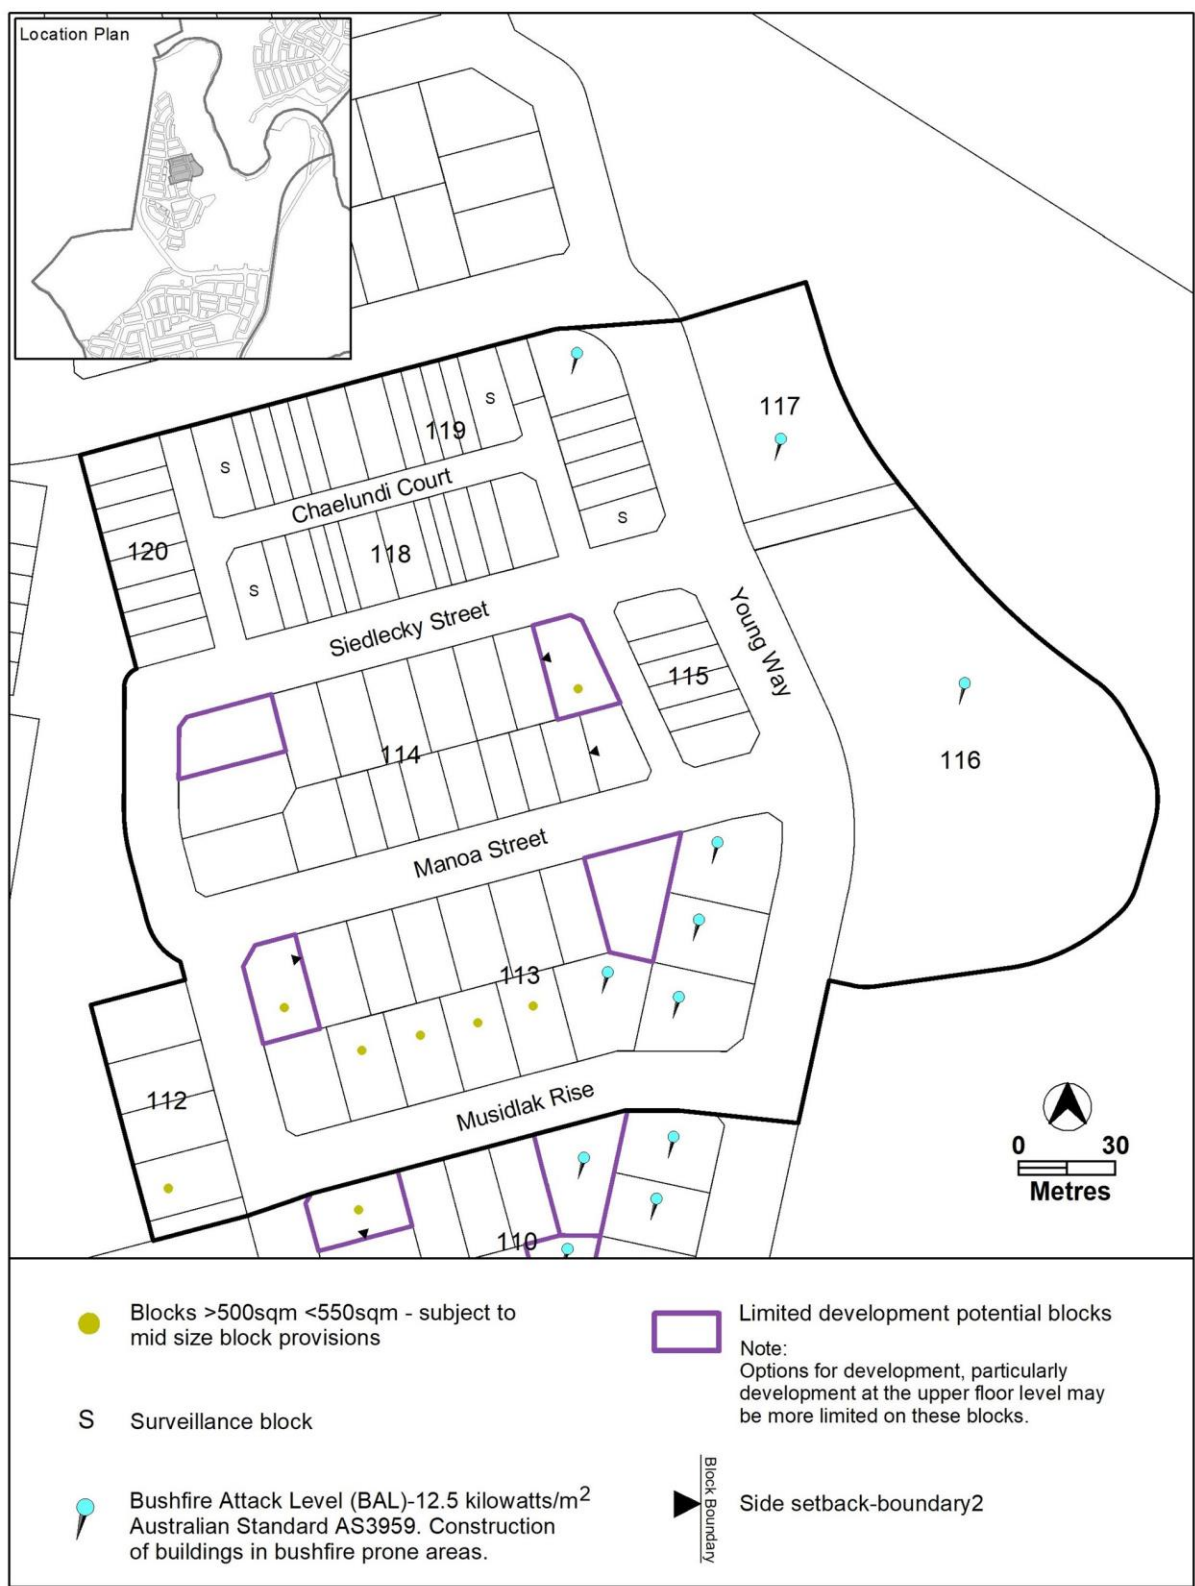 Location Plan
117
119
S
S
Chaelundi Court
S
120
118
S
Siedlecky Street
Young Way
115
114
116
Manoa Street
113
112
Musidlak Rise
0 30
Metres
110
Blocks >500sqm <550sqm - subject to
mid size block provisions
S Surveillance block
Bushfire Attack Level (BAL)-12.5 kilowatts/m²
Australian Standard AS3959. Construction
of buildings in bushfire prone areas.
Limited development potential blocks
Note:
Options for development, particularly
development at the upper floor level may
be more limited on these blocks.
Block Boundary
Side setback-boundary2